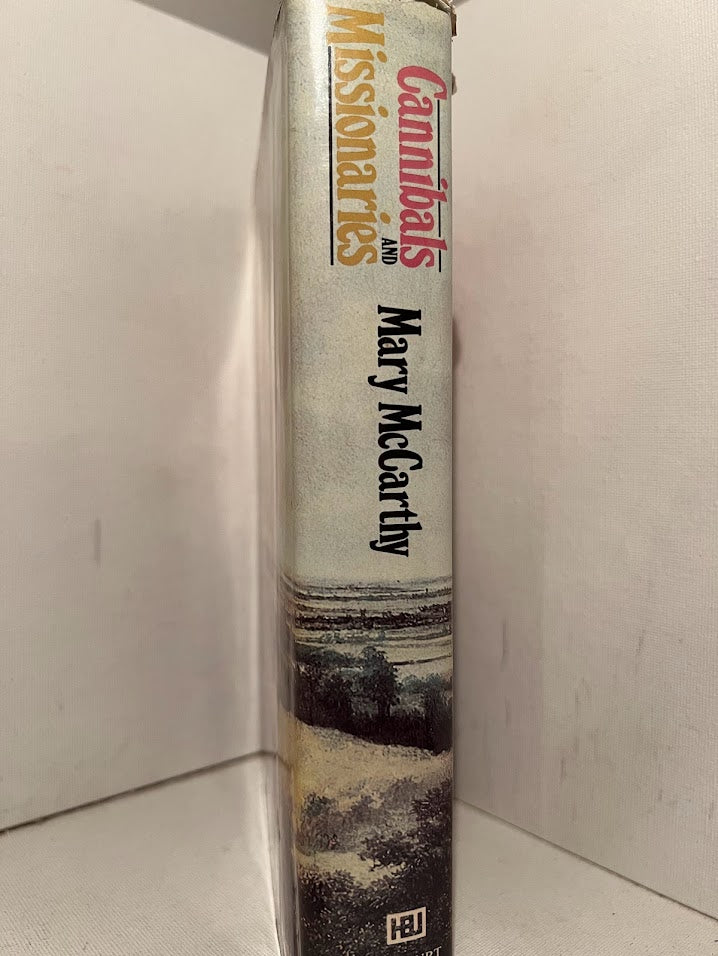 Cannibals
AND
Missionaries
Mary McCarthy
HBJ